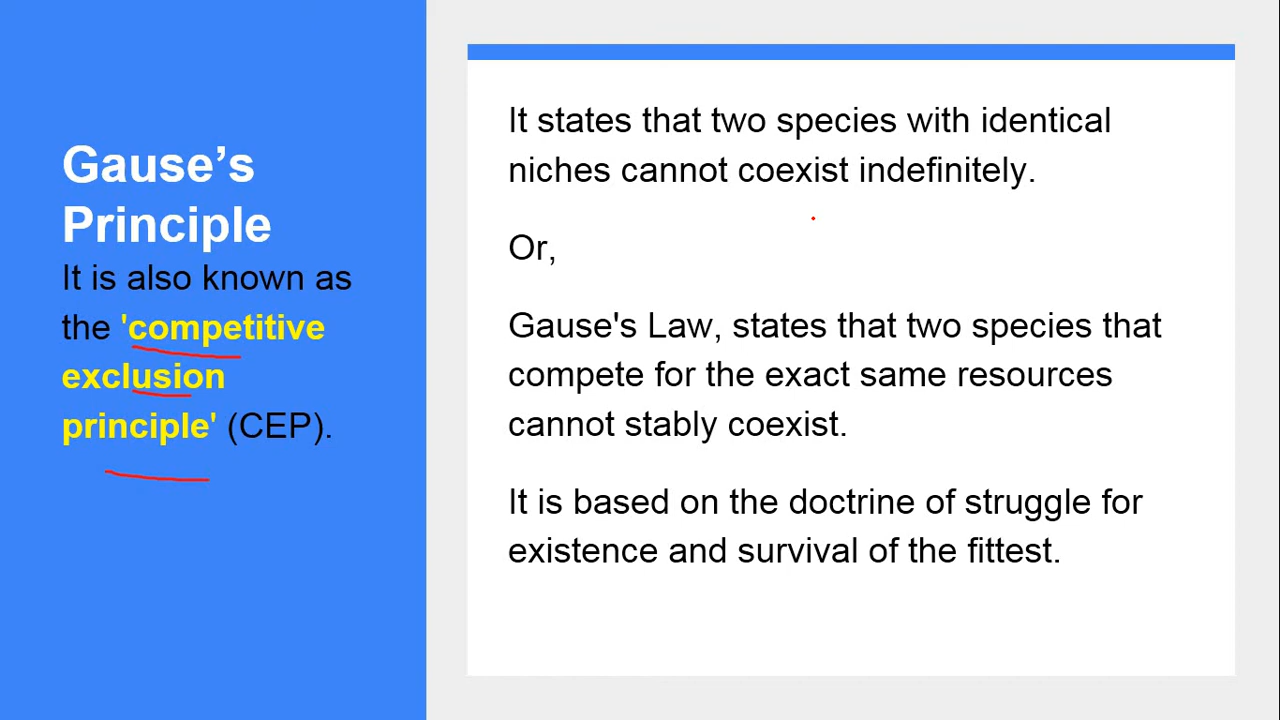 Gause’s
Principle
It is also known as
the 'competitive
exclusion
principle' (CEP).
It states that two species with identical
niches cannot coexist indefinitely.
Or,
Gause's Law, states that two species that
compete for the exact same resources
cannot stably coexist.
It is based on the doctrine of struggle for
existence and survival of the fittest.